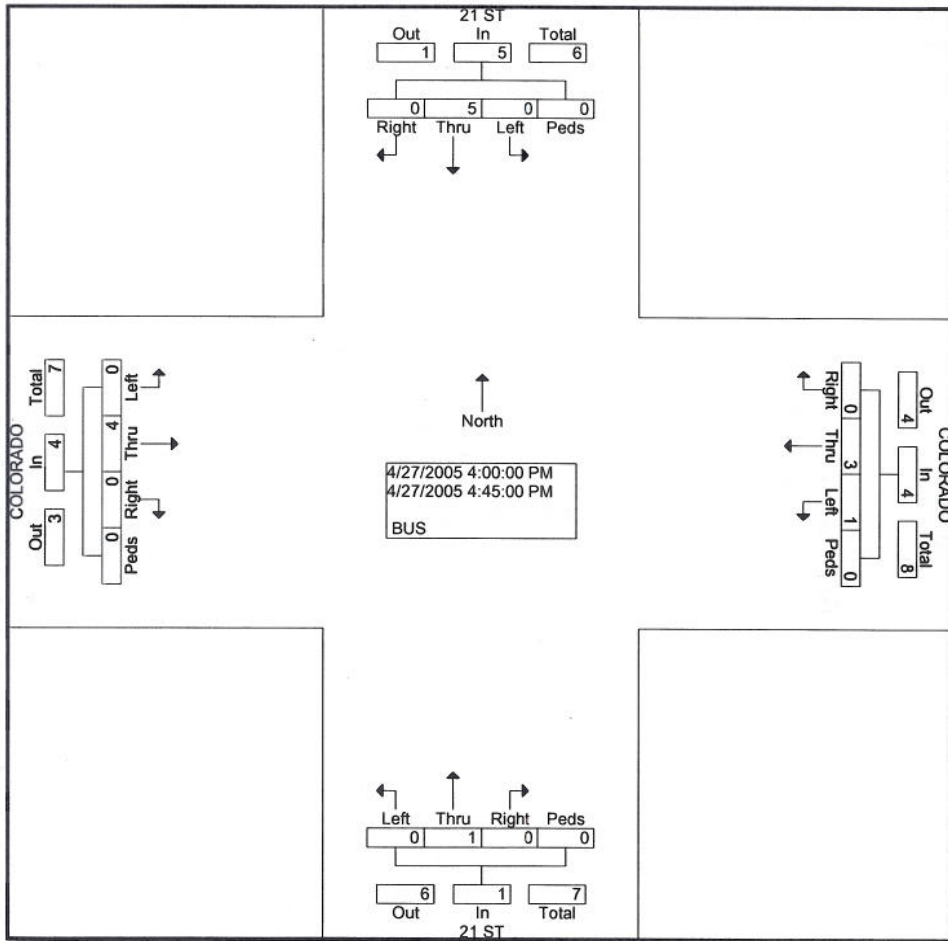 21 ST
Out In Total
1 5 6
0 5 0 0
Right Thru Left Peds
COLORADO
Total In Out
7 4 3
0 4 0 0
Left Thru Right Peds
North
4/27/2005 4:00:00 PM
4/27/2005 4:45:00 PM
BUS
Right Thru Left Peds
0 3 1 0
Out In Total
4 4 8
COLORADO
Left Thru Right Peds
0 1 0 0
6 1 7
Out In Total
21 ST